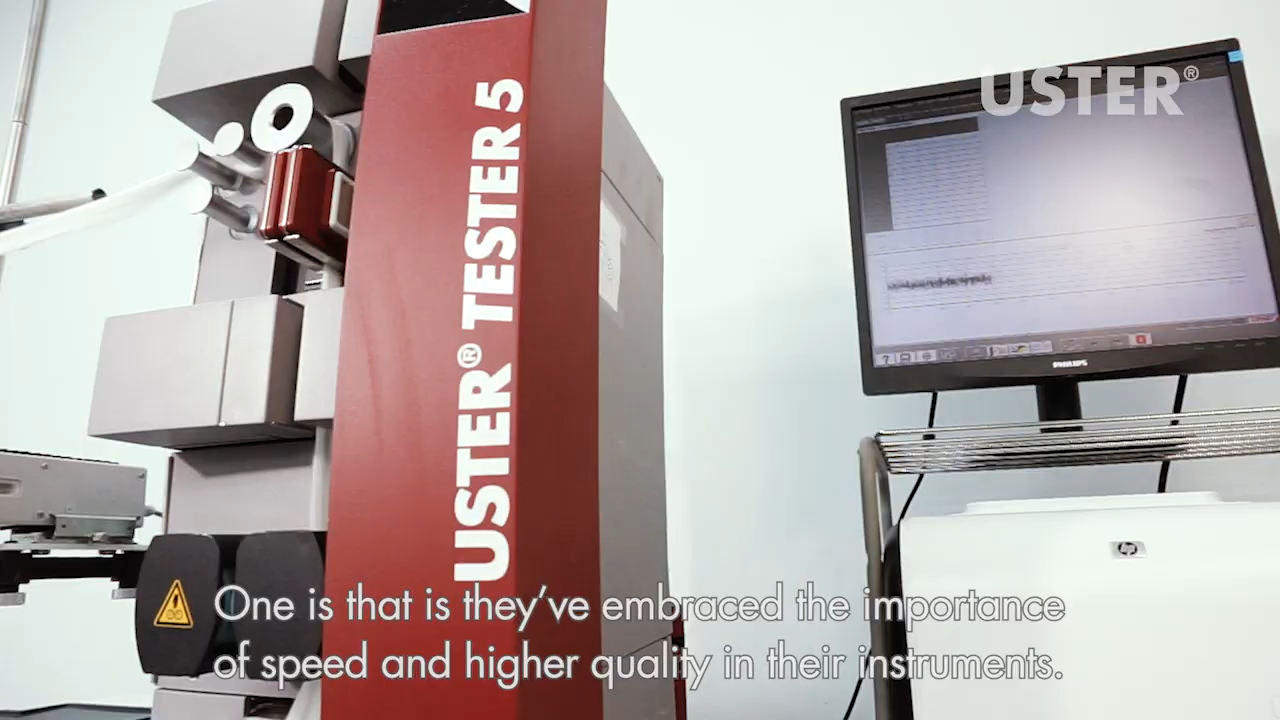 USTER® TESTER 5
USTER®
PHILIPS
hp
One is that is they've embraced the importance
of speed and higher quality in their instruments.